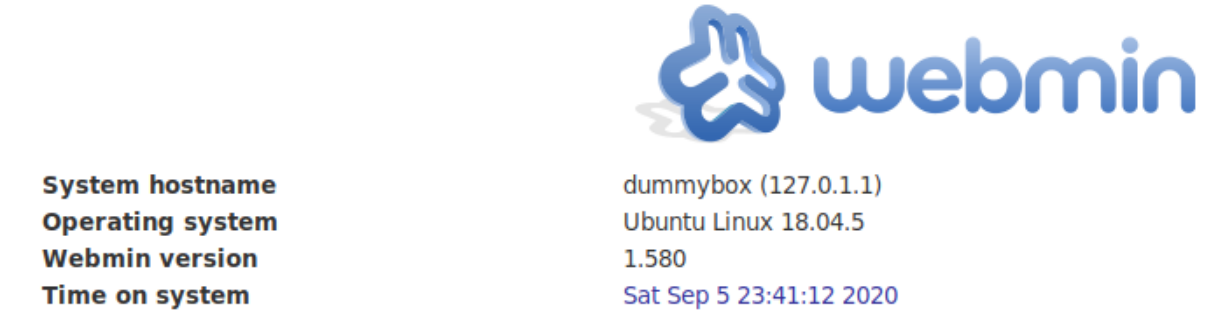 webmin
System hostname dummybox (127.0.1.1)
Operating system Ubuntu Linux 18.04.5
Webmin version 1.580
Time on system Sat Sep 5 23:41:12 2020